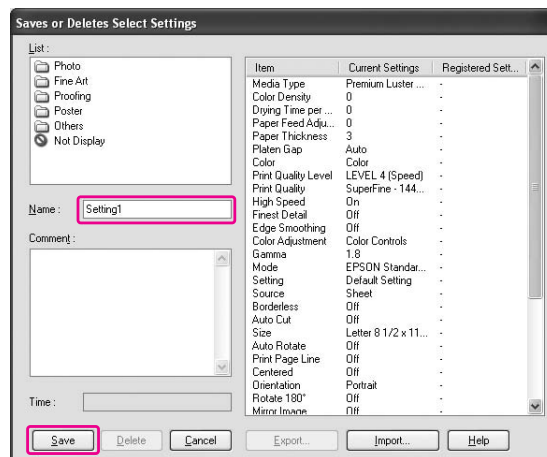 Saves or Deletes Select Settings
List :
Photo
Fine Art
Proofing
Poster
Others
Not Display
Name : Setting1
Comment :
Time :
Item Current Settings Registered Sett...
Media Type Premium Luster ... -
Color Density 0 -
Drying Time per ... 0 -
Paper Feed Adju... 0 -
Paper Thickness 3 -
Platen Gap Auto -
Color Color -
Print Quality Level LEVEL 4 (Speed) -
Print Quality SuperFine - 144... -
High Speed On -
Finest Detail Off -
Edge Smoothing Off -
Color Adjustment Color Controls -
Gamma 1.8 -
Mode EPSON Standar... -
Setting Default Setting -
Source Sheet -
Borderless Off -
Auto Cut Off -
Size Letter 8 1/2 x 11... -
Auto Rotate Off -
Print Page Line Off -
Centered Off -
Orientation Portrait -
Rotate 180° Off -
Mirror Image Off -
Save Delete Cancel Export... Import... Help